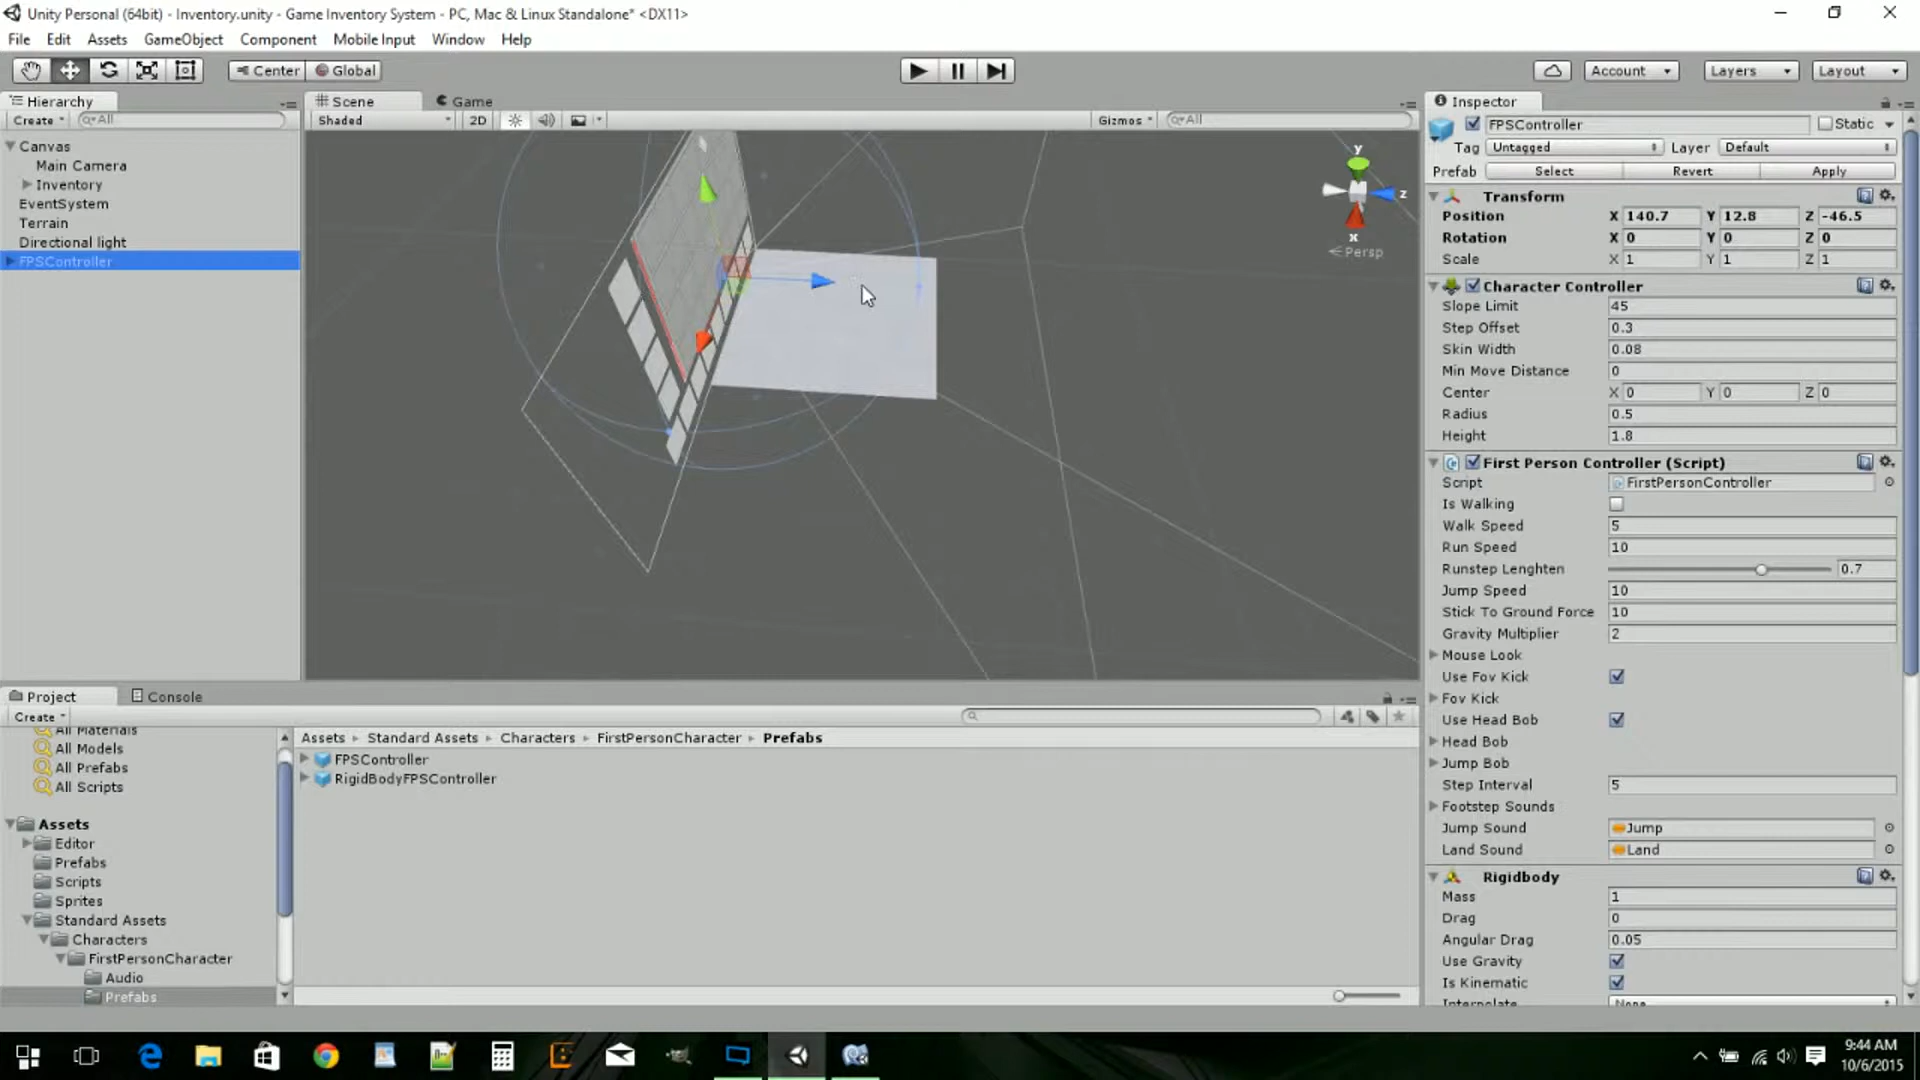 Unity Personal (64bit) - Inventory.unity - Game Inventory System - PC, Mac & Linux Standalone* <DX11>
File Edit Assets GameObject Component Mobile Input Window Help
Center Global Account Layers Layout
Hierarchy
Create All
Canvas
Main Camera
Inventory
EventSystem
Terrain
Directional light
FPSController
Scene Game
Shaded 2D Gizmos All
y
z
x
Persp
Inspector
FPSController Static
Tag Untagged Layer Default
Prefab Select Revert Apply
Transform
Position X 140.7 Y 12.8 Z -46.5
Rotation X 0 Y 0 Z 0
Scale X 1 Y 1 Z 1
Character Controller
Slope Limit 45
Step Offset 0.3
Skin Width 0.08
Min Move Distance 0
Center X 0 Y 0 Z 0
Radius 0.5
Height 1.8
First Person Controller (Script)
Script FirstPersonController
Is Walking
Walk Speed 5
Run Speed 10
Runstep Lenghten 0.7
Jump Speed 10
Stick To Ground Force 10
Gravity Multiplier 2
Mouse Look
Use Fov Kick
Fov Kick
Use Head Bob
Head Bob
Jump Bob
Step Interval 5
Footstep Sounds
Jump Sound Jump
Land Sound Land
Rigidbody
Mass 1
Drag 0
Angular Drag 0.05
Use Gravity
Is Kinematic
Interpolate None
Project Console
Create
All Materials
All Models
All Prefabs
All Scripts
Assets
Editor
Prefabs
Scripts
Sprites
Standard Assets
Characters
FirstPersonCharacter
Audio
Prefabs
Assets Standard Assets Characters FirstPersonCharacter Prefabs
FPSController
RigidBodyFPSController
9:44 AM
10/6/2015